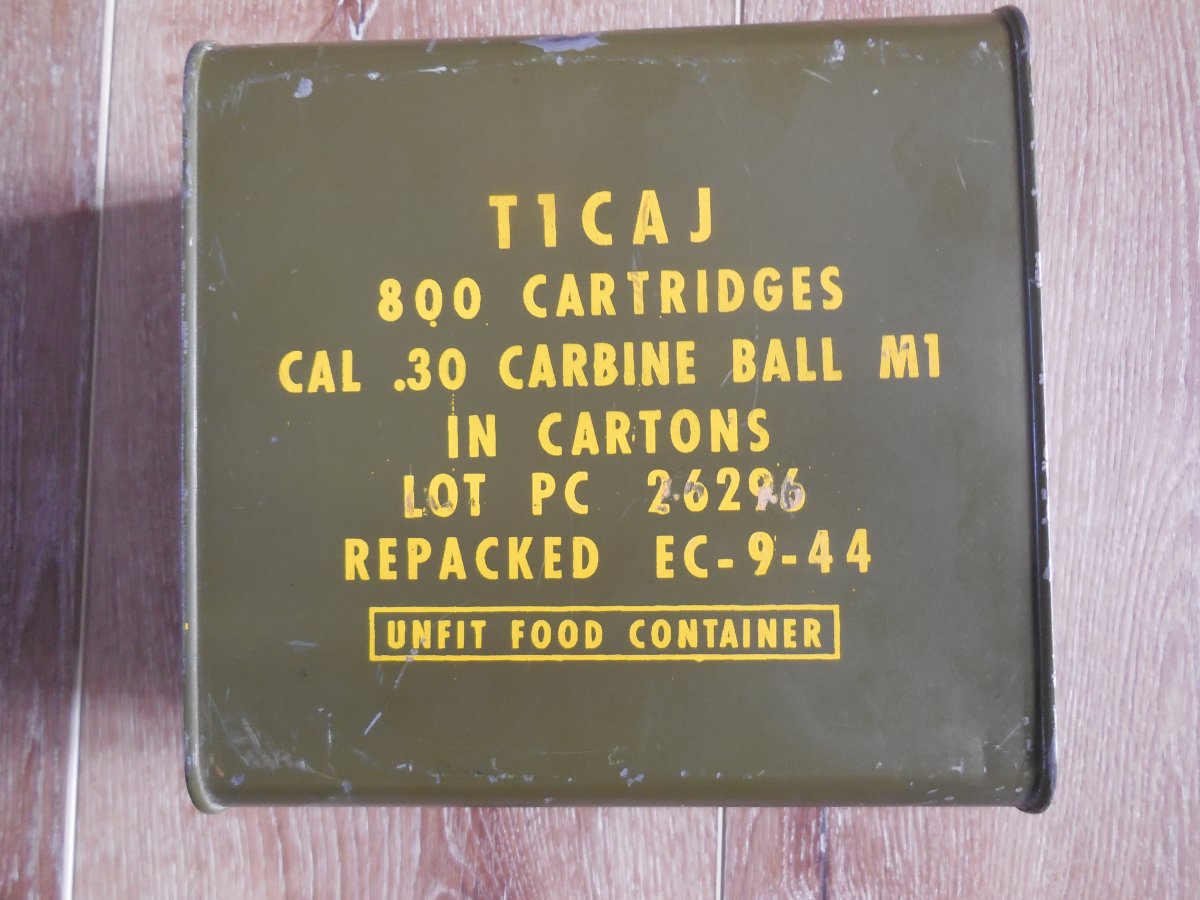 T1CAJ
800 CARTRIDGES
CAL .30 CARBINE BALL M1
IN CARTONS
LOT PC 26296
REPACKED EC-9-44
UNFIT FOOD CONTAINER